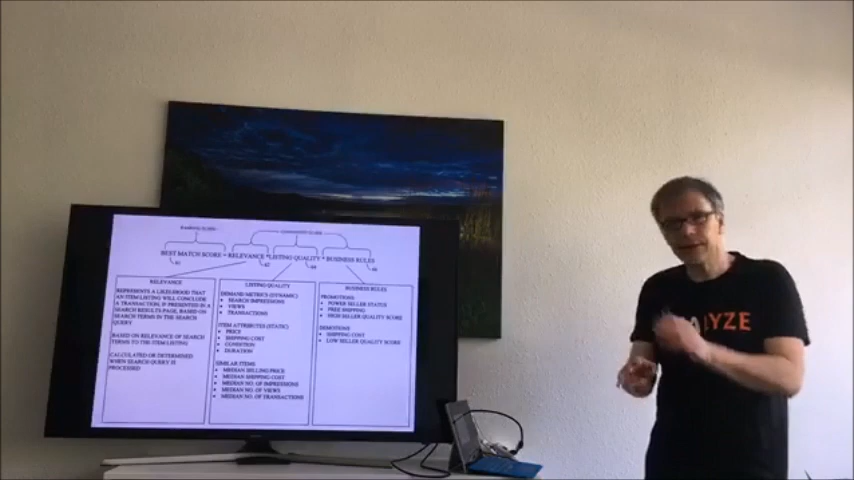 RANKING SCORE
COMPONENT SCORE
BEST MATCH SCORE = RELEVANCE *LISTING QUALITY * BUSINESS RULES
RELEVANCE
REPRESENTS A LIKELIHOOD THAT
AN ITEM LISTING WILL CONCLUDE
A TRANSACTION, IF PRESENTED IN A
SEARCH RESULTS PAGE, BASED ON
SEARCH TERMS IN THE SEARCH
QUERY
BASED ON RELEVANCE OF SEARCH
TERMS TO THE ITEM LISTING
CALCULATED OR DETERMINED
WHEN SEARCH QUERY IS
PROCESSED
LISTING QUALITY
DEMAND METRICS (DYNAMIC)
• SEARCH IMPRESSIONS
• VIEWS
• TRANSACTIONS
ITEM ATTRIBUTES (STATIC)
• PRICE
• SHIPPING COST
• CONDITION
• DURATION
SIMILAR ITEMS
• MEDIAN SELLING PRICE
• MEDIAN SHIPPING COST
• MEDIAN NO. OF IMPRESSIONS
• MEDIAN NO. OF VIEWS
• MEDIAN NO. OF TRANSACTIONS
BUSINESS RULES
PROMOTIONS
• POWER SELLER STATUS
• FREE SHIPPING
• HIGH SELLER QUALITY SCORE
DEMOTIONS
• SHIPPING COST
• LOW SELLER QUALITY SCORE
LYZE